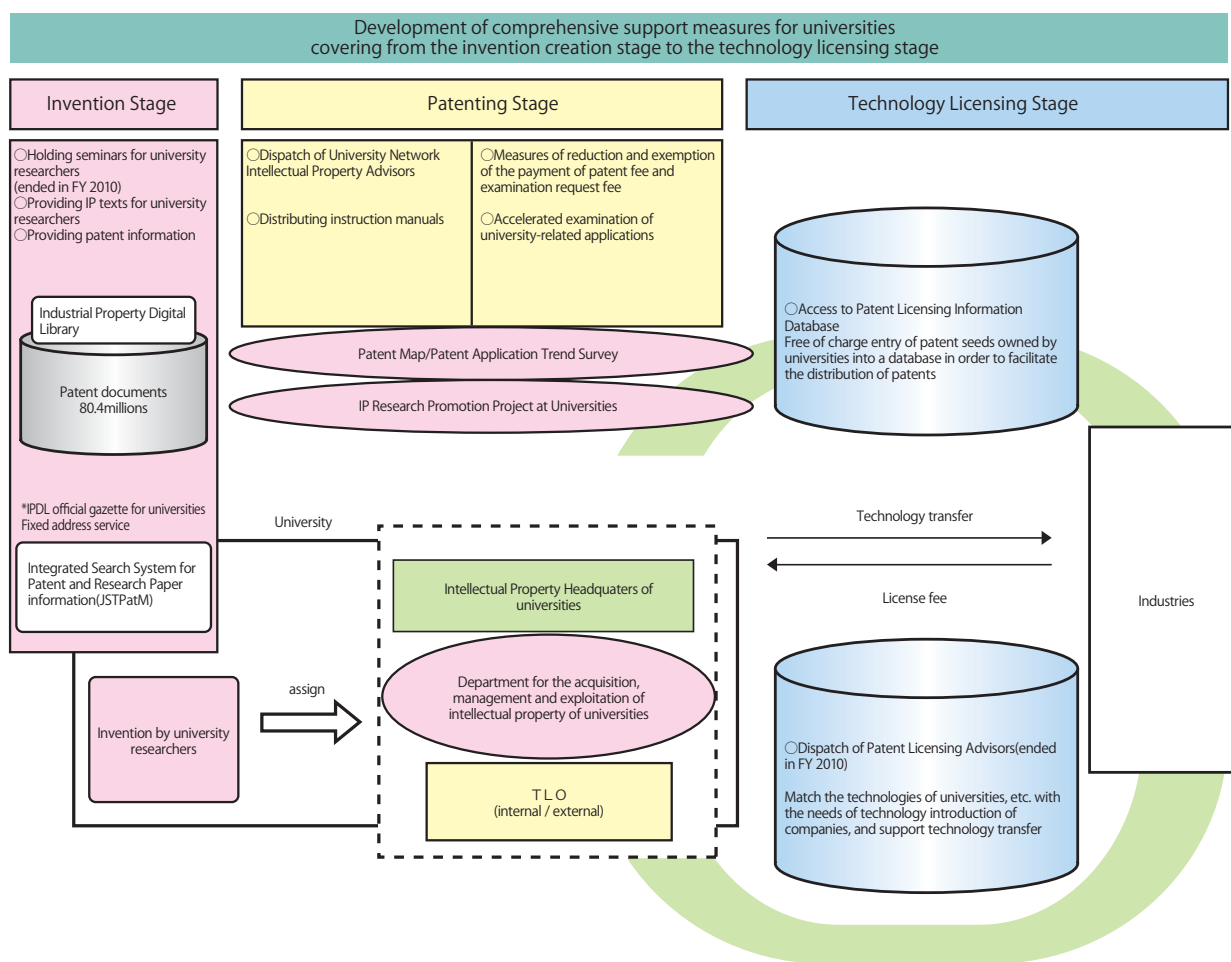 Development of comprehensive support measures for universities
covering from the invention creation stage to the technology licensing stage
Invention Stage
Patenting Stage
Technology Licensing Stage
○Holding seminars for university
researchers
(ended in FY 2010)
○Providing IP texts for university
researchers
○Providing patent information
Industrial Property Digital
Library
Patent documents
80.4millions
*IPDL official gazette for universities
Fixed address service
Integrated Search System for
Patent and Research Paper
information(JSTPatM)
○Dispatch of University Network
Intellectual Property Advisors
○Distributing instruction manuals
○Measures of reduction and exemption
of the payment of patent fee and
examination request fee
○Accelerated examination of
university-related applications
Patent Map/Patent Application Trend Survey
IP Research Promotion Project at Universities
○Access to Patent Licensing Information
Database
Free of charge entry of patent seeds owned by
universities into a database in order to facilitate
the distribution of patents
University
Invention by university
researchers
assign
Intellectual Property Headquaters of
universities
Department for the acquisition,
management and exploitation of
intellectual property of universities
TLO
(internal / external)
Technology transfer
License fee
Industries
○Dispatch of Patent Licensing Advisors(ended
in FY 2010)
Match the technologies of universities, etc. with
the needs of technology introduction of
companies, and support technology transfer